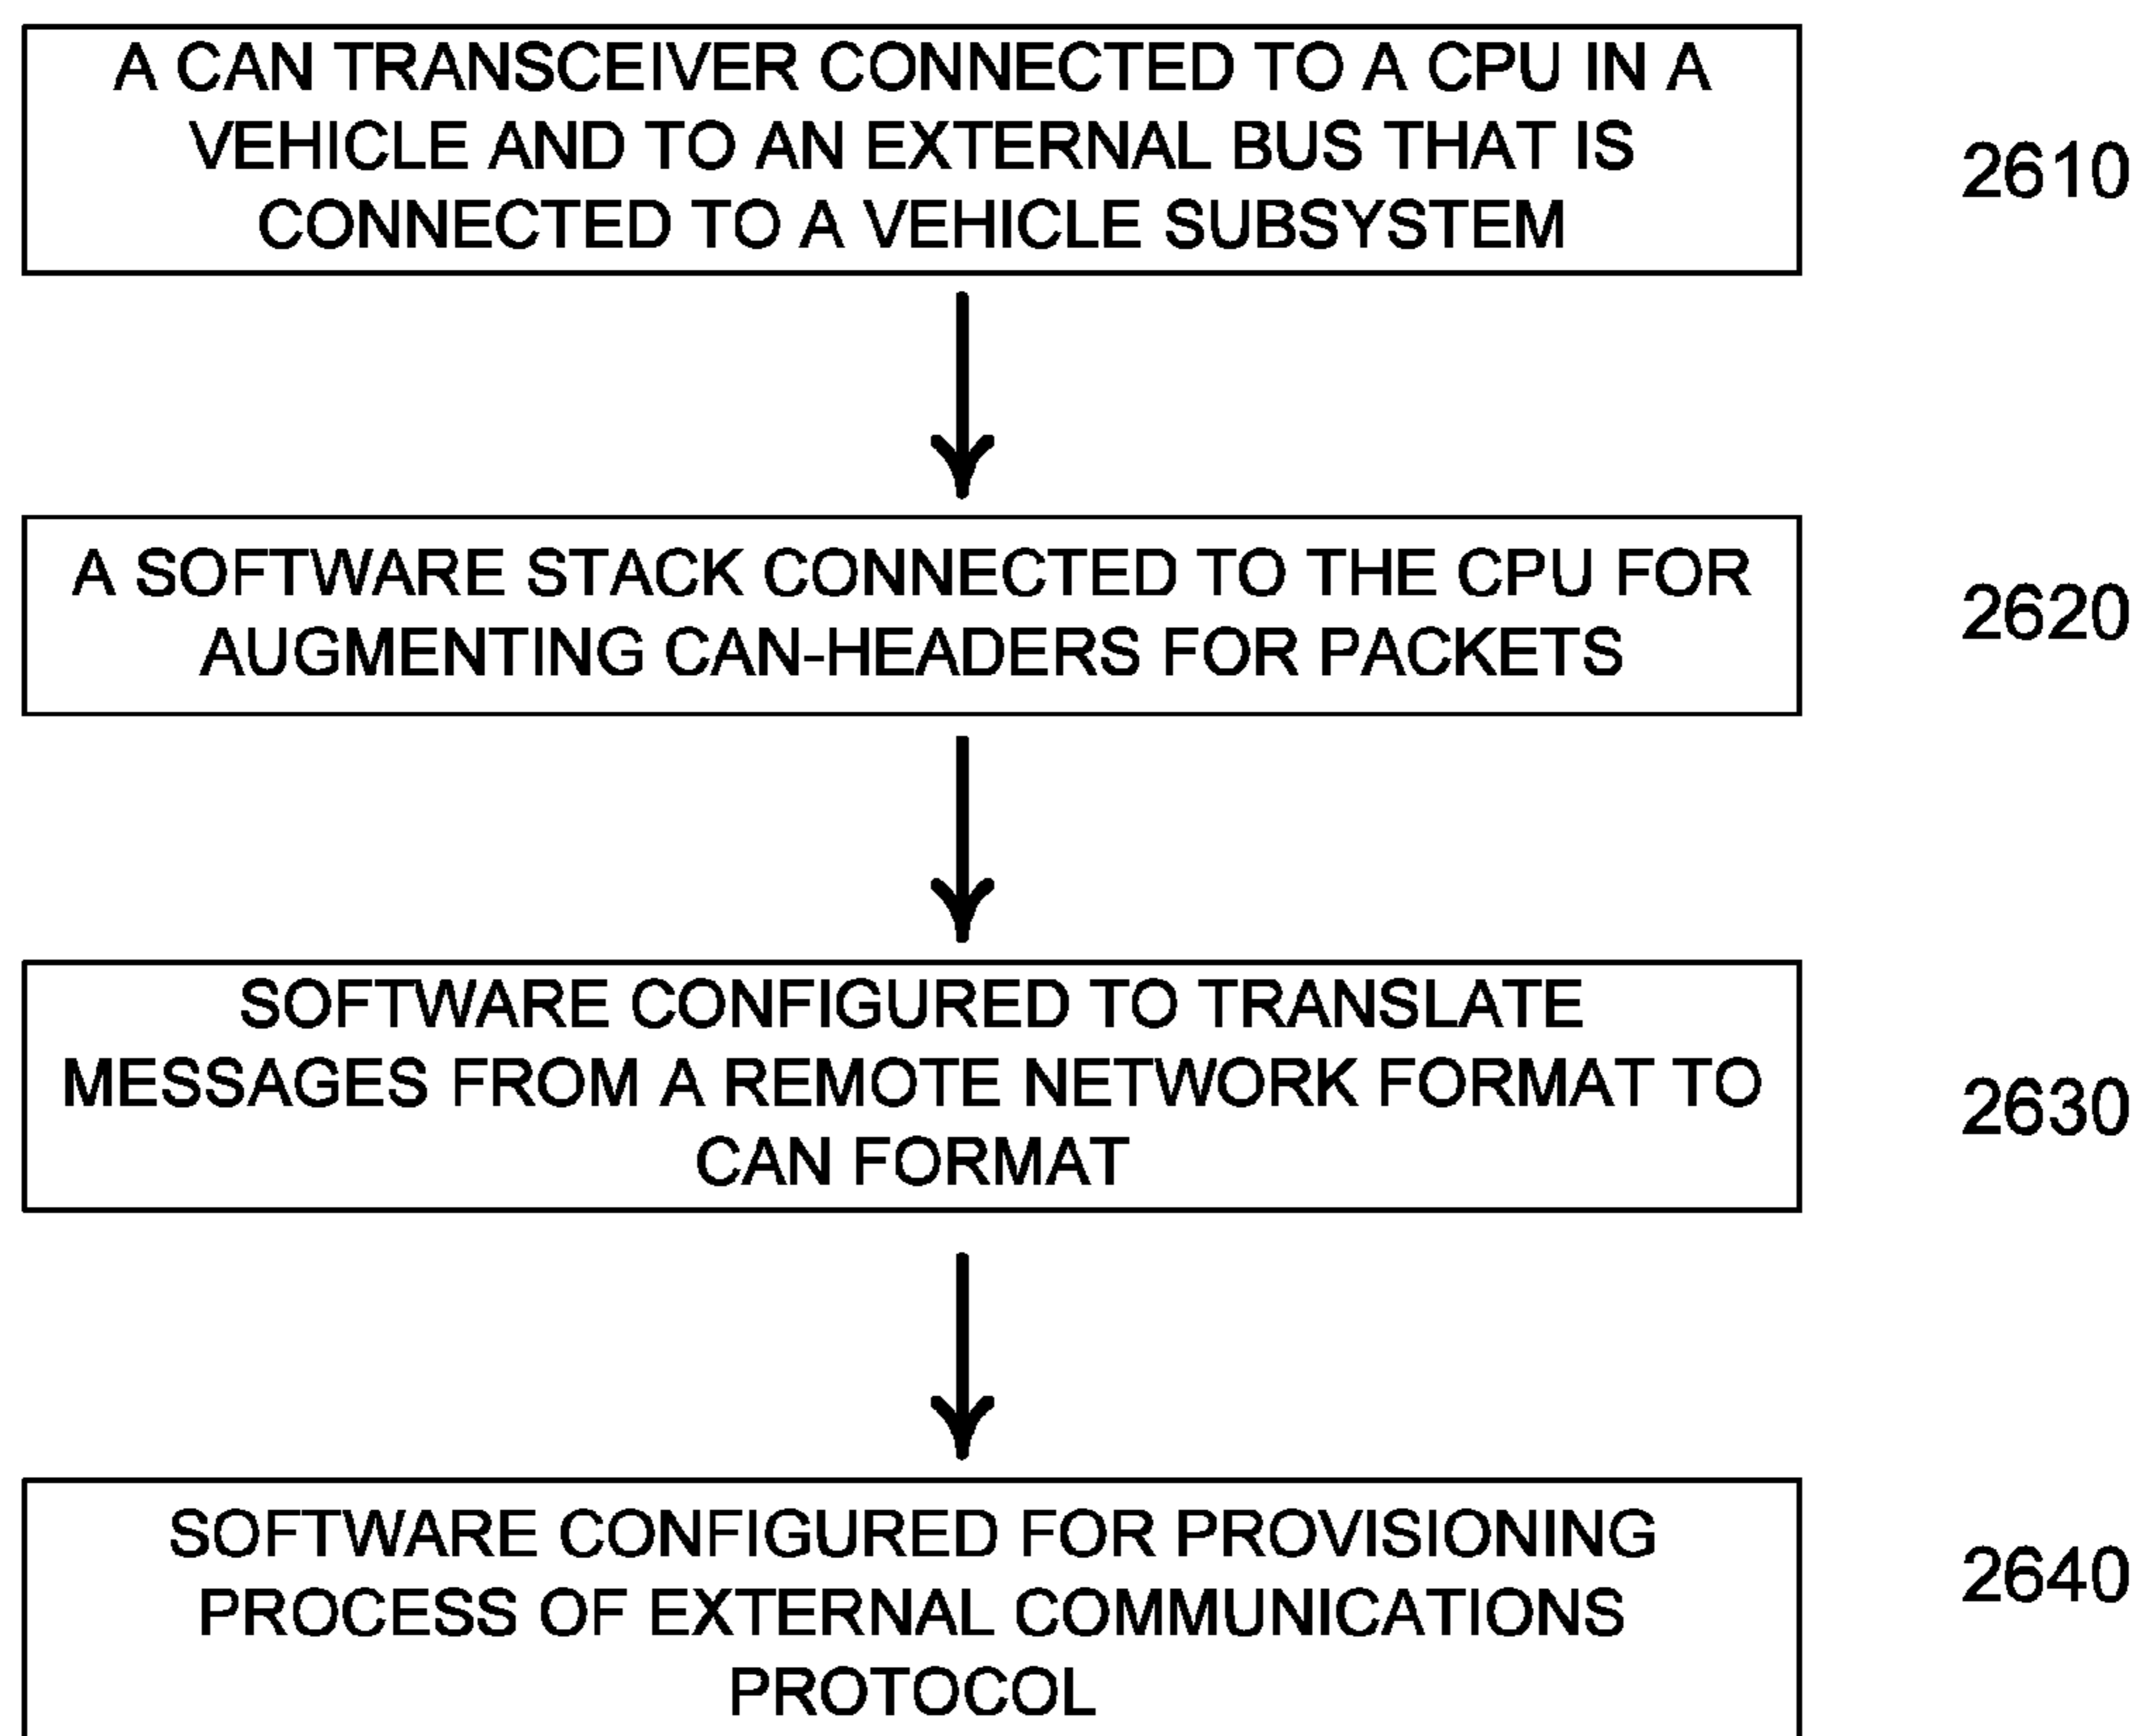 A CAN TRANSCEIVER CONNECTED TO A CPU IN A
VEHICLE AND TO AN EXTERNAL BUS THAT IS
CONNECTED TO A VEHICLE SUBSYSTEM
2610
A SOFTWARE STACK CONNECTED TO THE CPU FOR
AUGMENTING CAN-HEADERS FOR PACKETS
2620
SOFTWARE CONFIGURED TO TRANSLATE
MESSAGES FROM A REMOTE NETWORK FORMAT TO
CAN FORMAT
2630
SOFTWARE CONFIGURED FOR PROVISIONING
PROCESS OF EXTERNAL COMMUNICATIONS
PROTOCOL
2640